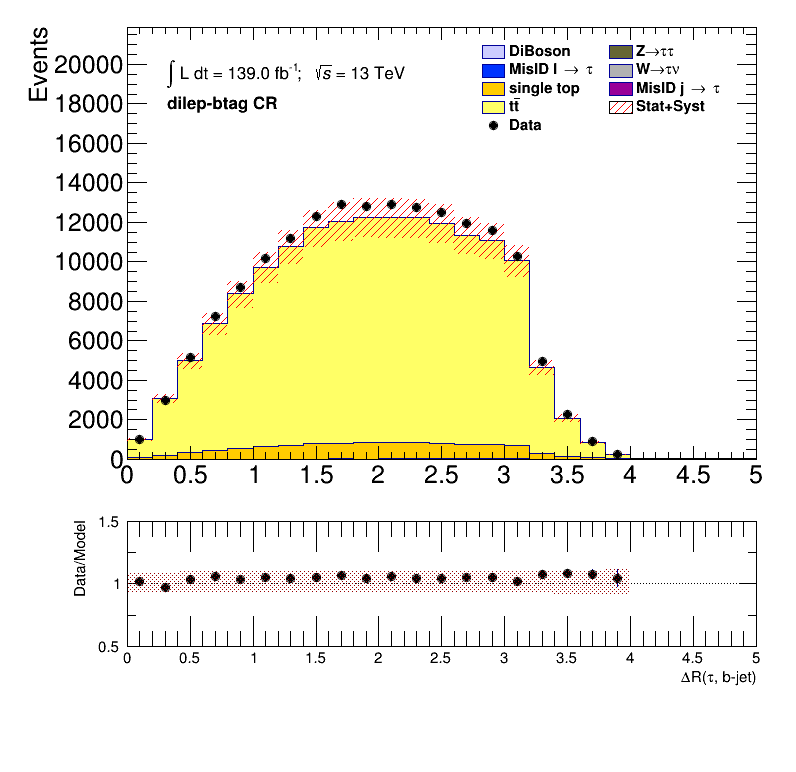 Events
20000
18000
16000
14000
12000
10000
8000
6000
4000
2000
0
∫ L dt = 139.0 fb⁻¹; √s = 13 TeV
dilep-btag CR
DiBoson
MisID l → τ
single top
tt̄
Data
Z→ττ
W→τν
MisID j → τ
Stat+Syst
0 0.5 1 1.5 2 2.5 3 3.5 4 4.5 5
Data/Model
1.5
1
0.5
0 0.5 1 1.5 2 2.5 3 3.5 4 4.5 5
ΔR(τ, b-jet)